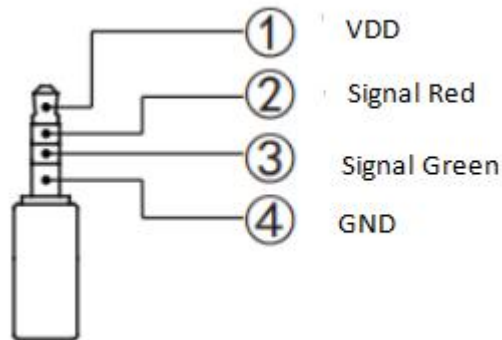 ① VDD
② Signal Red
③ Signal Green
④ GND